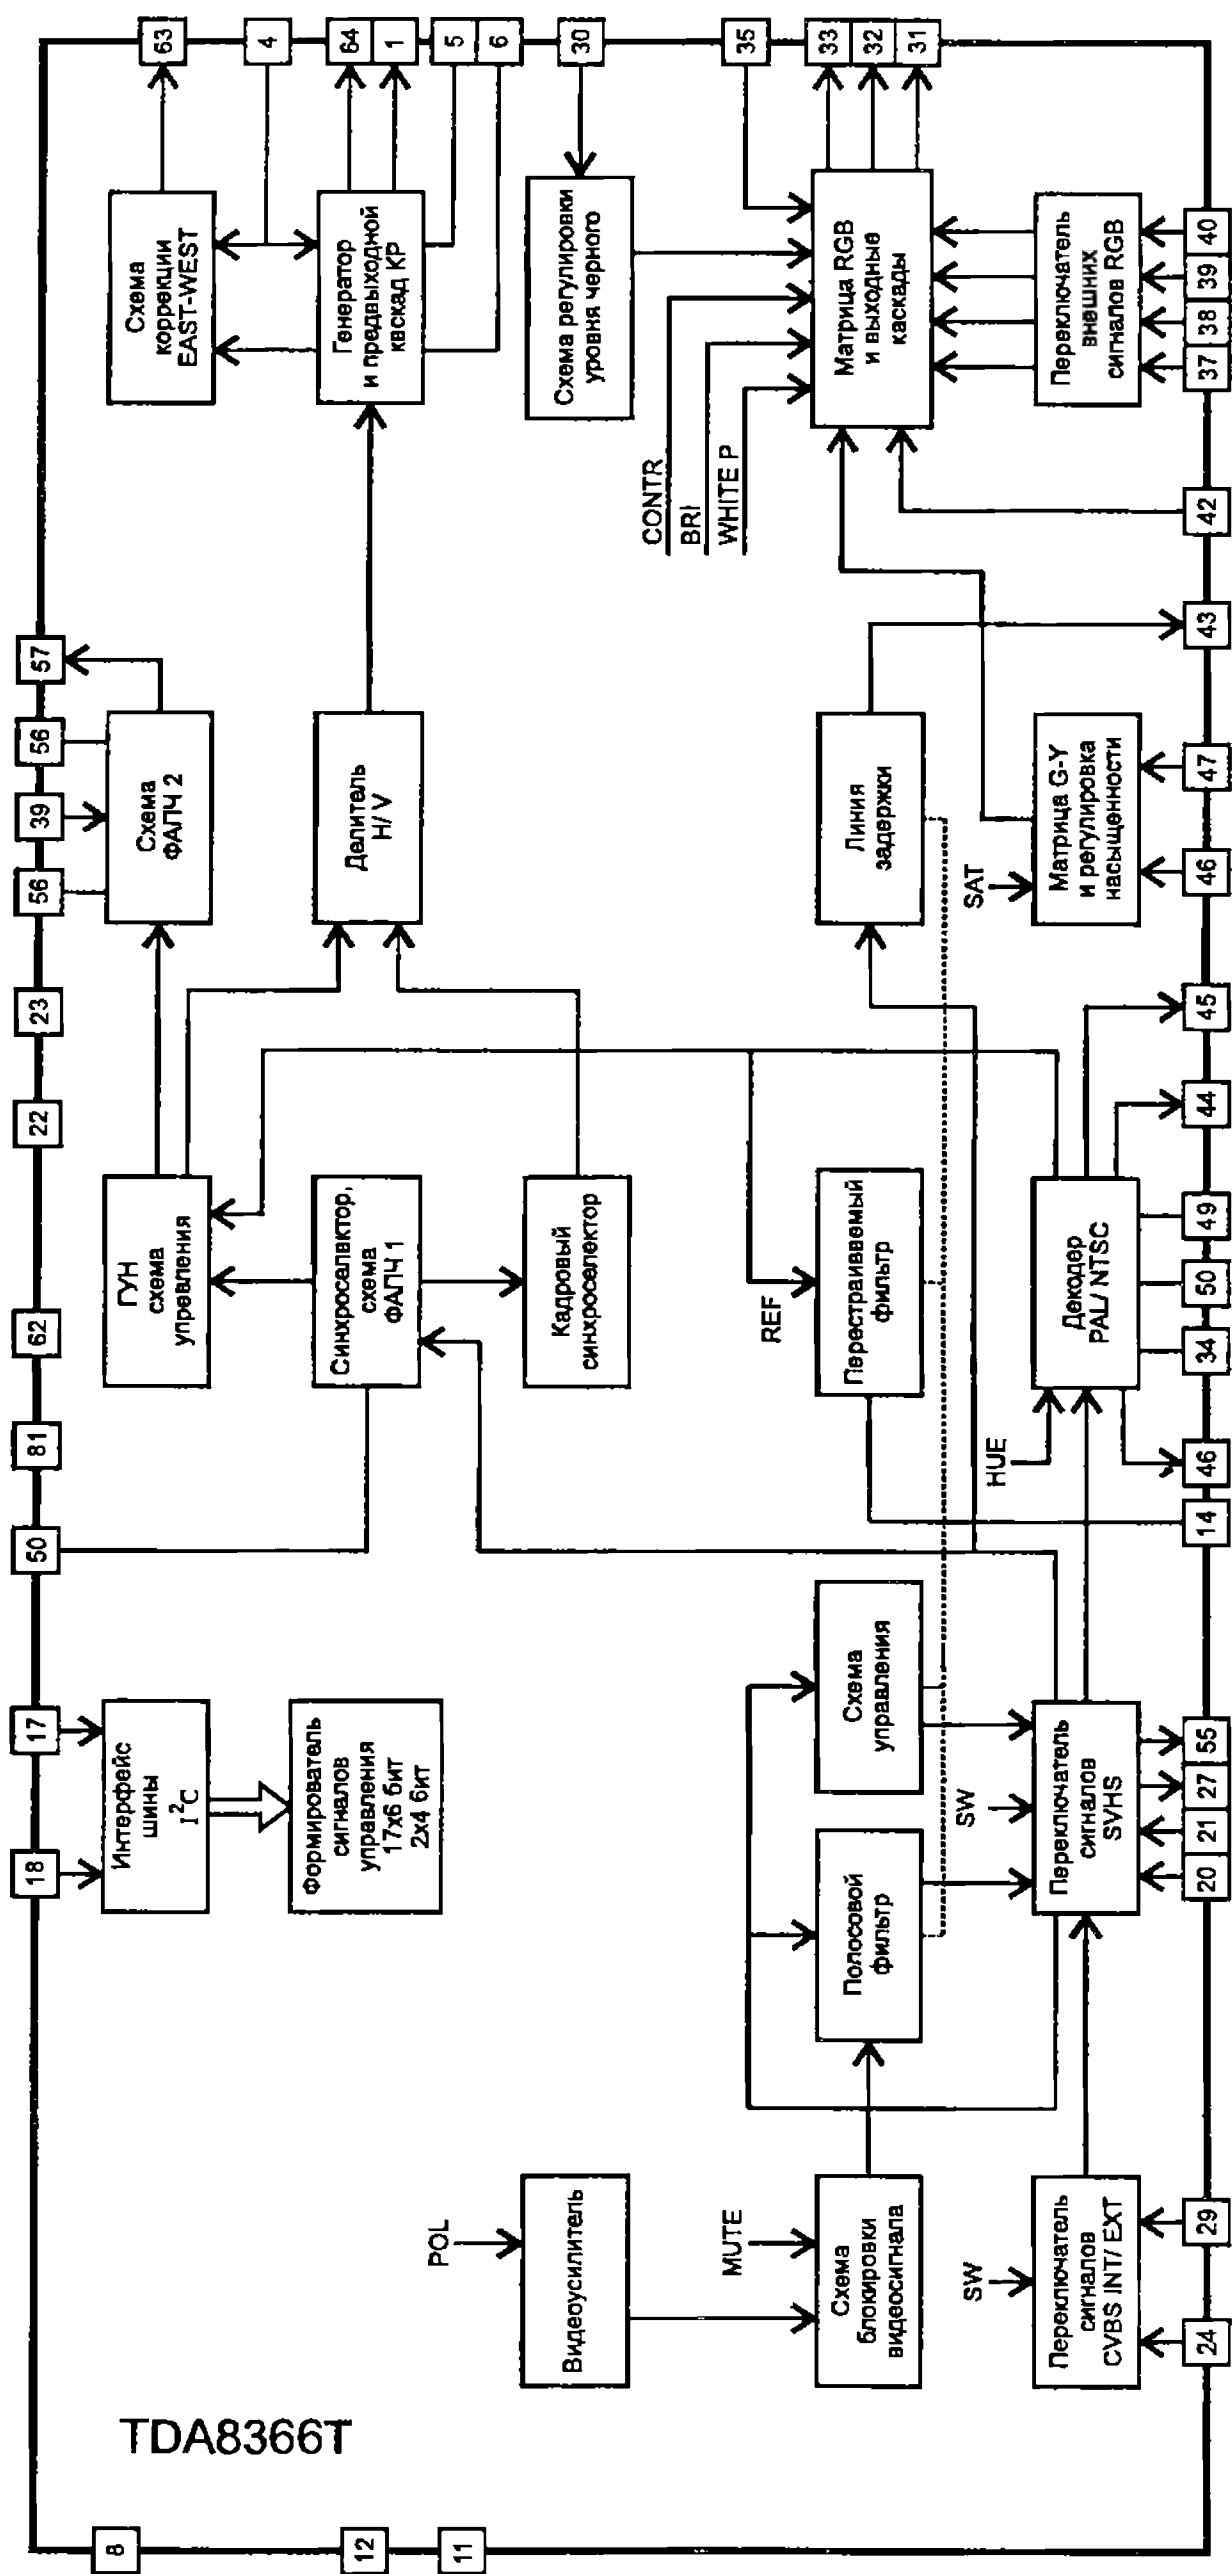 TDA8366T
8
12
11
18
17
50
81
62
22
23
56
39
56
57
63
4
64
1
5
6
30
35
33
32
31
Интерфейс
шины
I²C
Формирователь
сигналов
управления
17x6 бит
2x4 бит
ГУН
схема
упревления
Синхроселвктор,
схема
ФАПЧ 1
Кадровый
синхроселектор
Схема
ФАПЧ 2
Делитель
H/ V
Схема
коррекции
EAST-WEST
Генератор
и предвыходной
квскад КР
Схема регулировки
уровня черного
CONTR
BRI
WHITE P
Матрица RGB
и выходные
каскады
Переключатель
внешних
сигналов RGB
POL
Видеоусилитель
MUTE
Схема
блокировки
видеосигнала
SW
Переключатель
сигналов
CVBS INT/ EXT
Полосовой
фильтр
Схема
управления
SW
Переключатель
сигналов
SVHS
REF
Перестраиввемый
фильтр
HUE
Декодер
PAL/ NTSC
Линия
задержки
SAT
Матрица G-Y
и регулировка
насыщенности
24
29
20
21
27
55
14
46
34
50
49
44
45
46
47
43
42
37
38
39
40